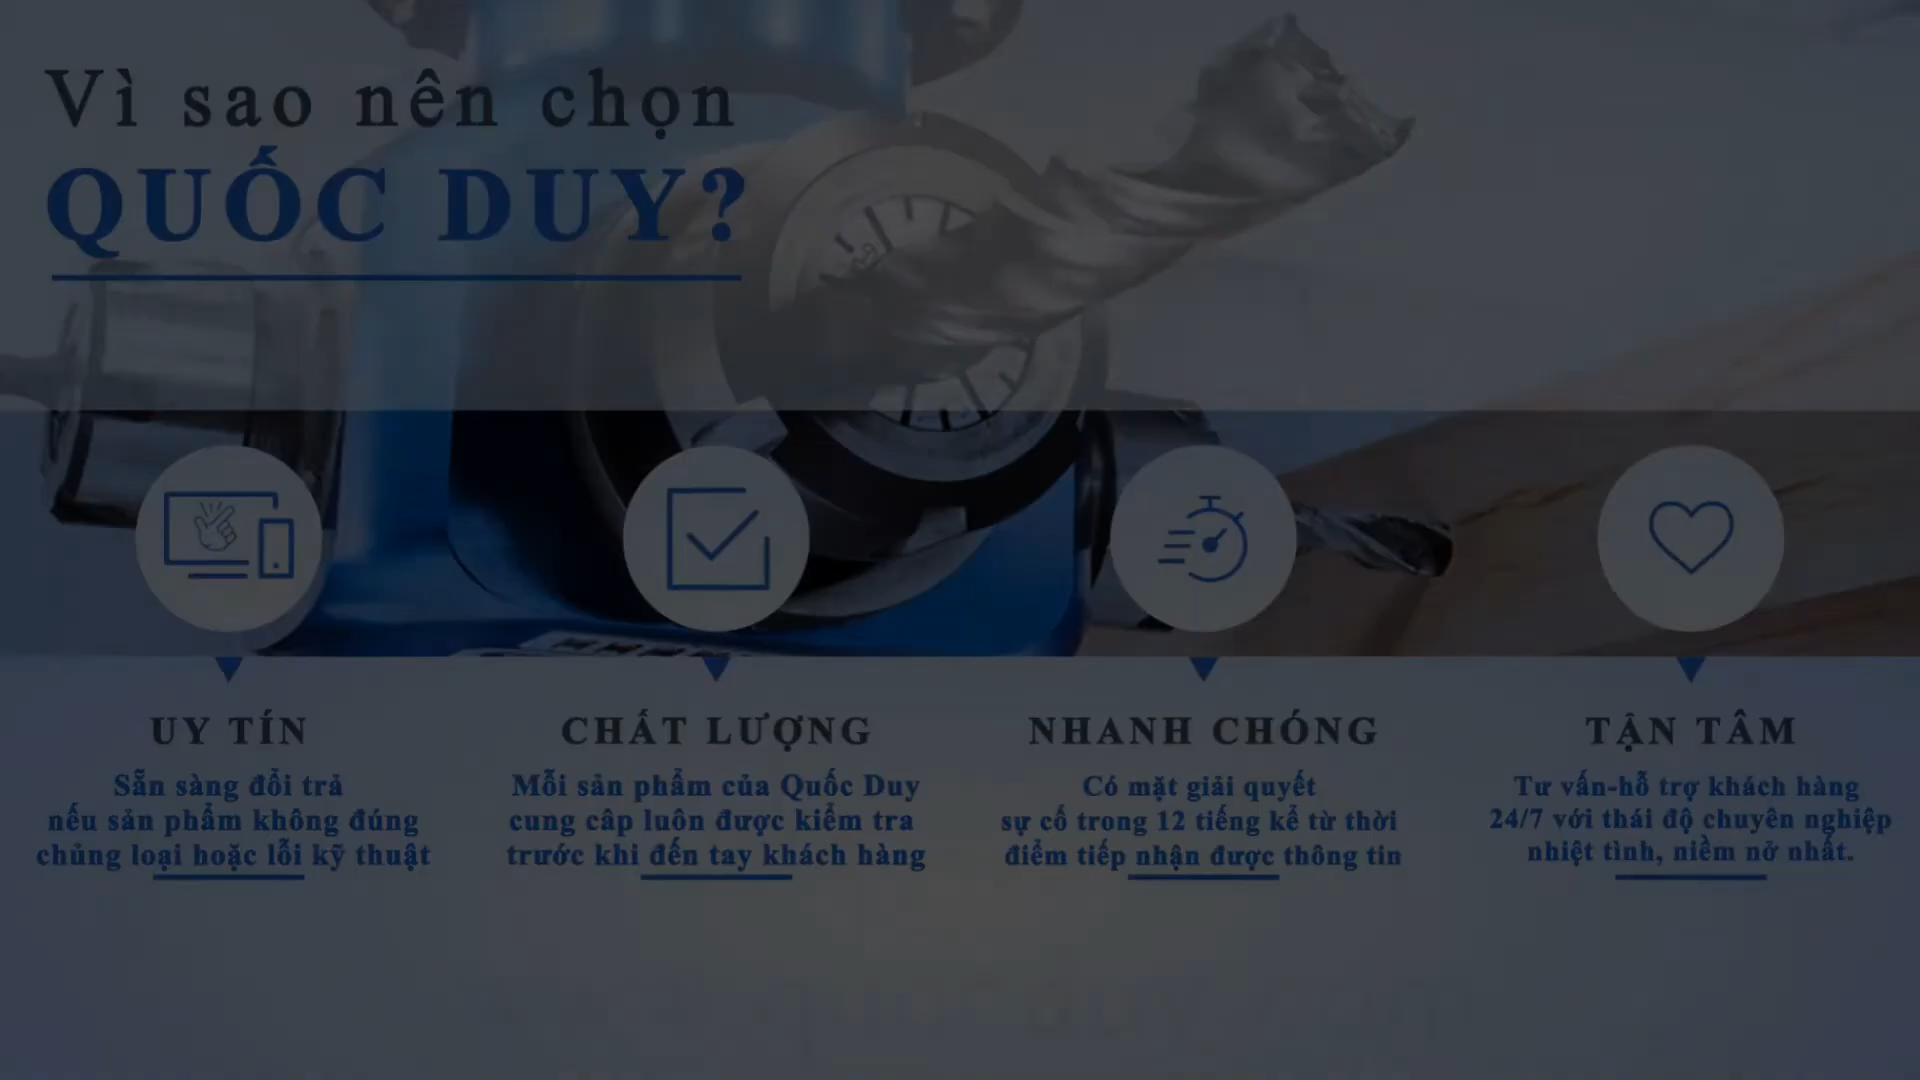 Vì sao nên chọn
QUỐC DUY?
UY TÍN
Sẵn sàng đổi trả
nếu sản phẩm không đúng
chủng loại hoặc lỗi kỹ thuật
CHẤT LƯỢNG
Mỗi sản phẩm của Quốc Duy
cung câp luôn được kiểm tra
trước khi đến tay khách hàng
NHANH CHÓNG
Có mặt giải quyết
sự cố trong 12 tiếng kể từ thời
điểm tiếp nhận được thông tin
TẬN TÂM
Tư vấn-hỗ trợ khách hàng
24/7 với thái độ chuyên nghiệp
nhiệt tình, niềm nở nhất.